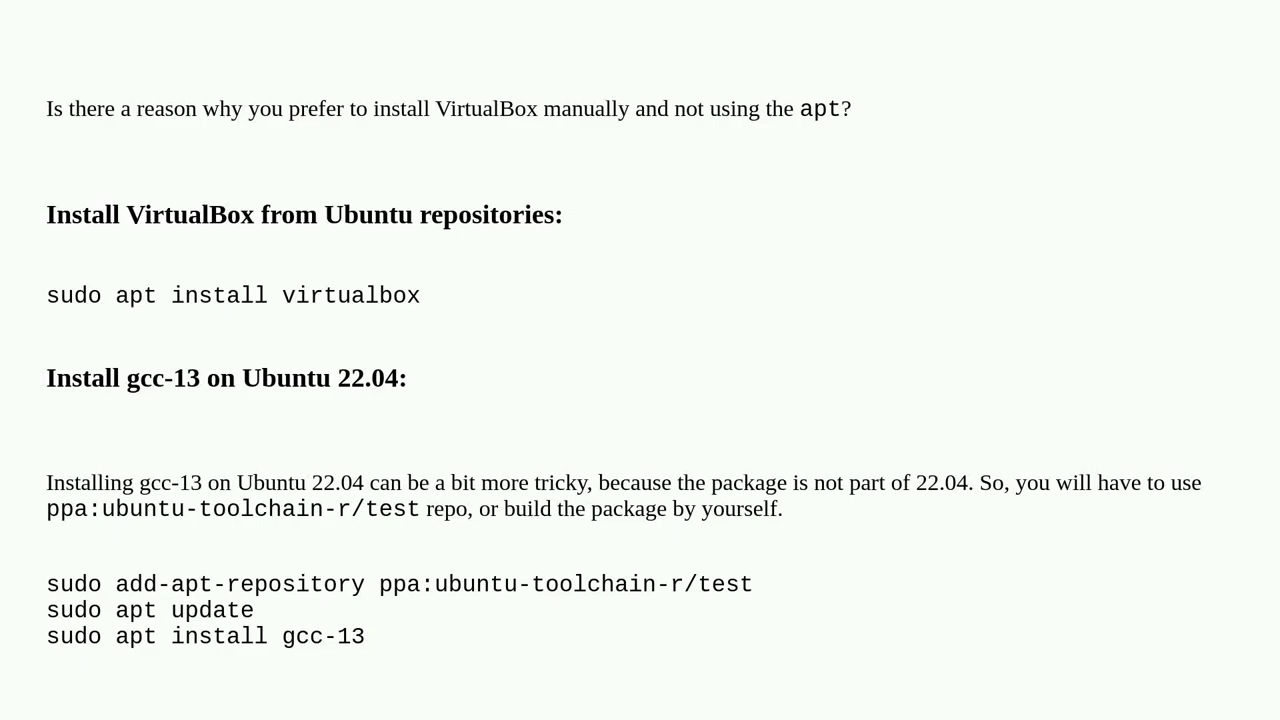 Is there a reason why you prefer to install VirtualBox manually and not using the apt?
Install VirtualBox from Ubuntu repositories:
sudo apt install virtualbox
Install gcc-13 on Ubuntu 22.04:
Installing gcc-13 on Ubuntu 22.04 can be a bit more tricky, because the package is not part of 22.04. So, you will have to use
ppa:ubuntu-toolchain-r/test repo, or build the package by yourself.
sudo add-apt-repository ppa:ubuntu-toolchain-r/test
sudo apt update
sudo apt install gcc-13